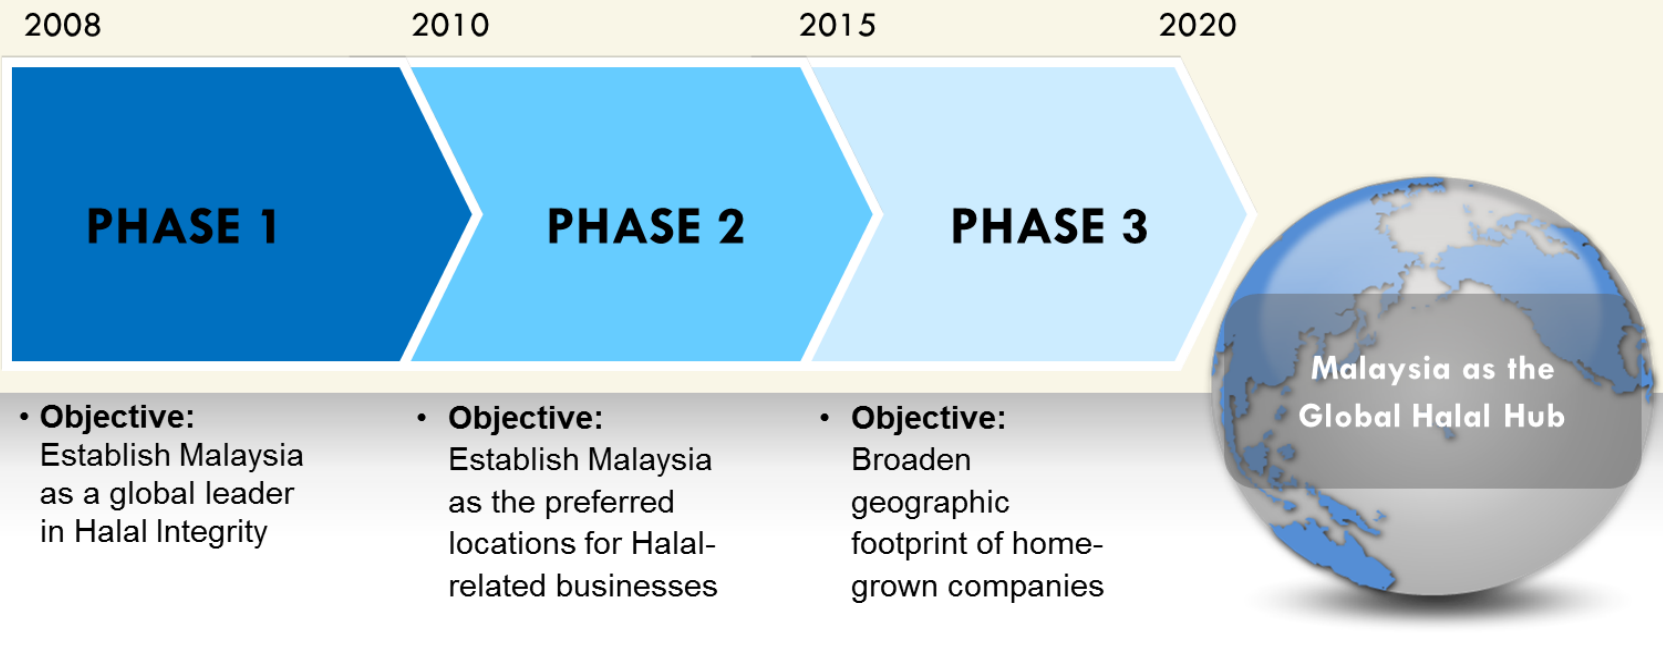 2008 2010 2015 2020
PHASE 1 PHASE 2 PHASE 3
• Objective:
Establish Malaysia
as a global leader
in Halal Integrity
• Objective:
Establish Malaysia
as the preferred
locations for Halal-
related businesses
• Objective:
Broaden
geographic
footprint of home-
grown companies
Malaysia as the
Global Halal Hub